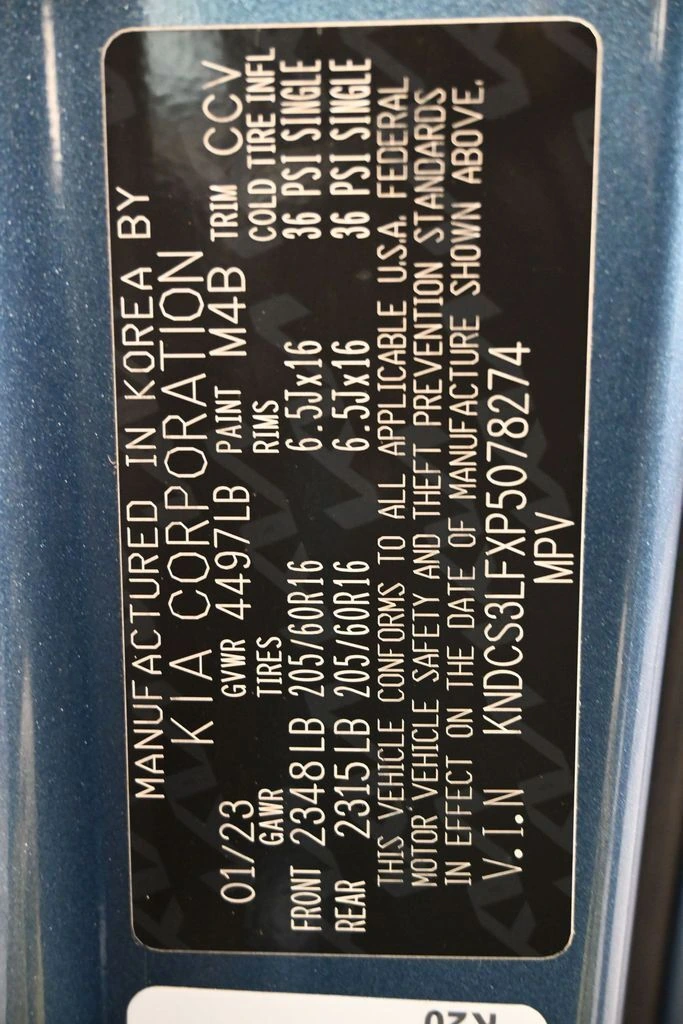 MANUFACTURED IN KOREA BY
KIA CORPORATION
01/23 GVWR 4497LB PAINT M4B TRIM CCV
GAWR TIRES RIMS COLD TIRE INFL
FRONT 2348LB 205/60R16 6.5Jx16 36 PSI SINGLE
REAR 2315LB 205/60R16 6.5Jx16 36 PSI SINGLE
THIS VEHICLE CONFORMS TO ALL APPLICABLE U.S.A. FEDERAL
MOTOR VEHICLE SAFETY AND THEFT PREVENTION STANDARDS
IN EFFECT ON THE DATE OF MANUFACTURE SHOWN ABOVE.
V.I.N KNDCS3LFXP5078274
MPV